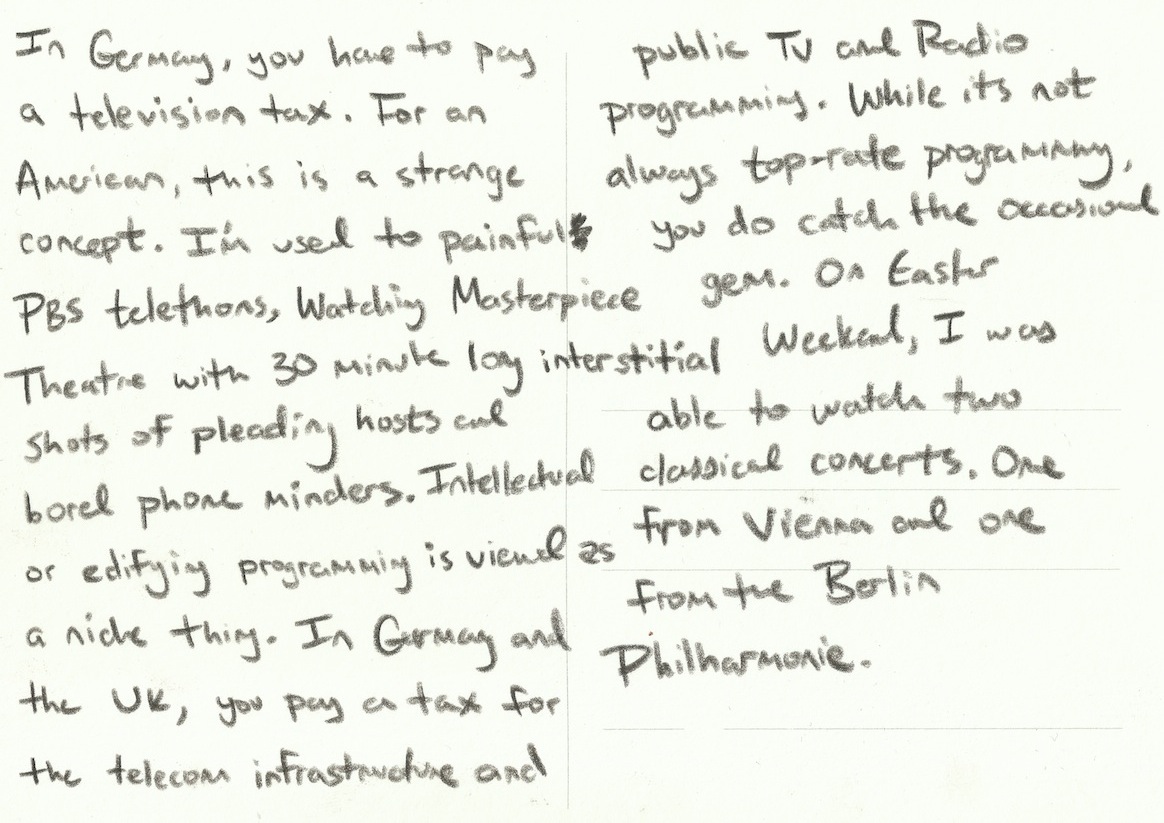 In Germany, you have to pay
a television tax. For an
American, this is a strange
concept. I'm used to painful
PBS telethons, Watching Masterpiece
Theatre with 30 minute long interstitial
shots of pleading hosts and
bored phone minders. Intellectual
or edifying programming is viewed as
a niche thing. In Germany and
the UK, you pay a tax for
the telecom infrastructure and
public TV and Radio
programming. While it's not
always top-rate programming,
you do catch the occasional
gem. On Easter
Weekend, I was
able to watch two
classical concerts. One
from Vienna and one
from the Berlin
Philharmonie.